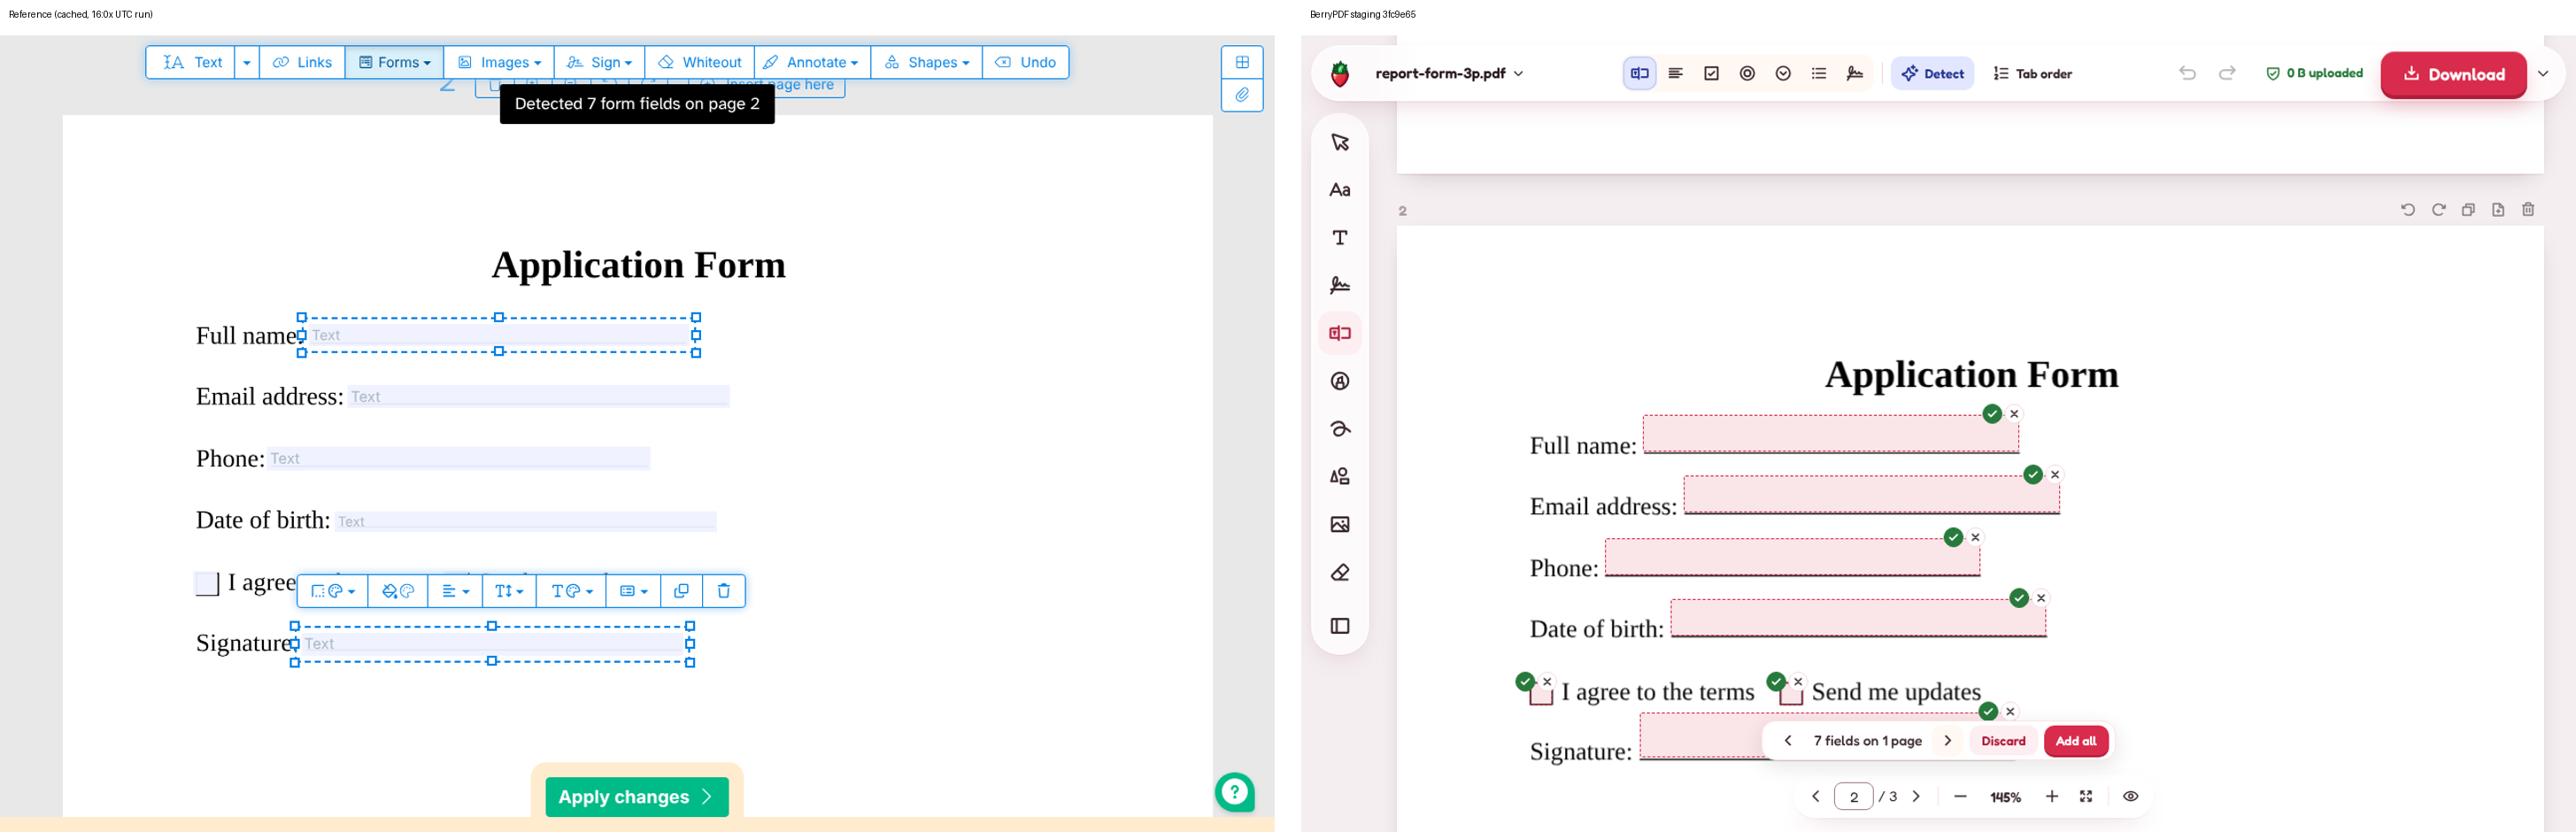 Reference (cached, 16:0x UTC run)
Text
Links
Forms
Images
Sign
Whiteout
Annotate
Shapes
Undo
2
page here
Detected 7 form fields on page 2
Application Form
Full name: Text
Email address: Text
Phone: Text
Date of birth: Text
I agree
Signature Text
Apply changes
?
BerryPDF staging 3fc9e65
report-form-3p.pdf
Detect
Tab order
0 B uploaded
Download
Aa
T
2
Application Form
Full name:
Email address:
Phone:
Date of birth:
I agree to the terms
Send me updates
Signature:
7 fields on 1 page
Discard
Add all
2 / 3
145%